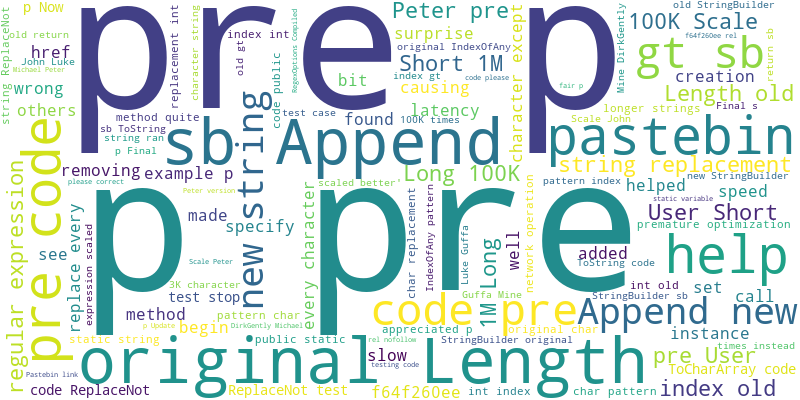 pre p
p pre
p Now
old return
John Luke
href
Michael Peter
wrong
others
string ReplaceNot
replacement int
character string
index int
old gt
RegexOptions Compiled
code public
Peter pre
surprise
original IndexOfAny
Short 1M
causing
index gt
code please
bit
latency
test case
found
100K times
character except
old StringBuilder
100K Scale
f64f260ee rel
gt sb
creation
Mine DirkGently
return sb
fair p
Length old
longer strings
Final s
Scale John
method quite
sb ToString
string ran
p Final
removing
example p
please correct
sb Append
pastebin
string replacement
Long 100K
scaled better'
Peter version
pattern index
new StringBuilder
static variable
helped
speed
User Short
premature optimization
pre code
regular expression
replace every
expression scaled
made
see
specify
new string
every character
char replacement
IndexOfAny pattern
Luke Guffa
1M Long
well
network operation
added
ToString code
help
int old
set
call
StringBuilder sb
method
Scale Peter
3K character
test stop
pattern char
begin
DirkGently Michael
Guffa Mine
code pre
Append new
instance
static string
p Update
public static
appreciated p
original char
rel nofollow
StringBuilder original
times instead
original Length
pre User
ToCharArray code
slow
testing code
Pastebin link
code ReplaceNot
ReplaceNot test
f64f260ee
int index
char pattern
index old